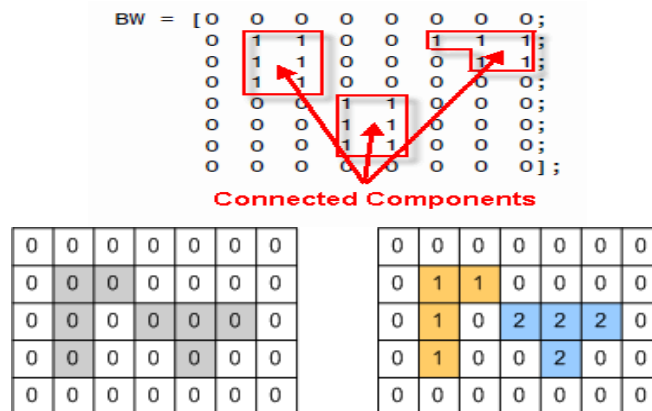 BW = [0 0 0 0 0 0 0 0;
0 1 1 0 0 1 1 1;
0 1 1 0 0 0 1 1;
0 1 1 0 0 0 0 0;
0 0 0 1 1 0 0 0;
0 0 0 1 1 0 0 0;
0 0 0 1 1 0 0 0;
0 0 0 0 0 0 0 0];
Connected Components
0 0 0 0 0 0 0
0 0 0 0 0 0 0
0 0 0 0 0 0 0
0 0 0 0 0 0 0
0 0 0 0 0 0 0
0 0 0 0 0 0 0
0 1 1 0 0 0 0
0 1 0 2 2 2 0
0 1 0 0 2 0 0
0 0 0 0 0 0 0